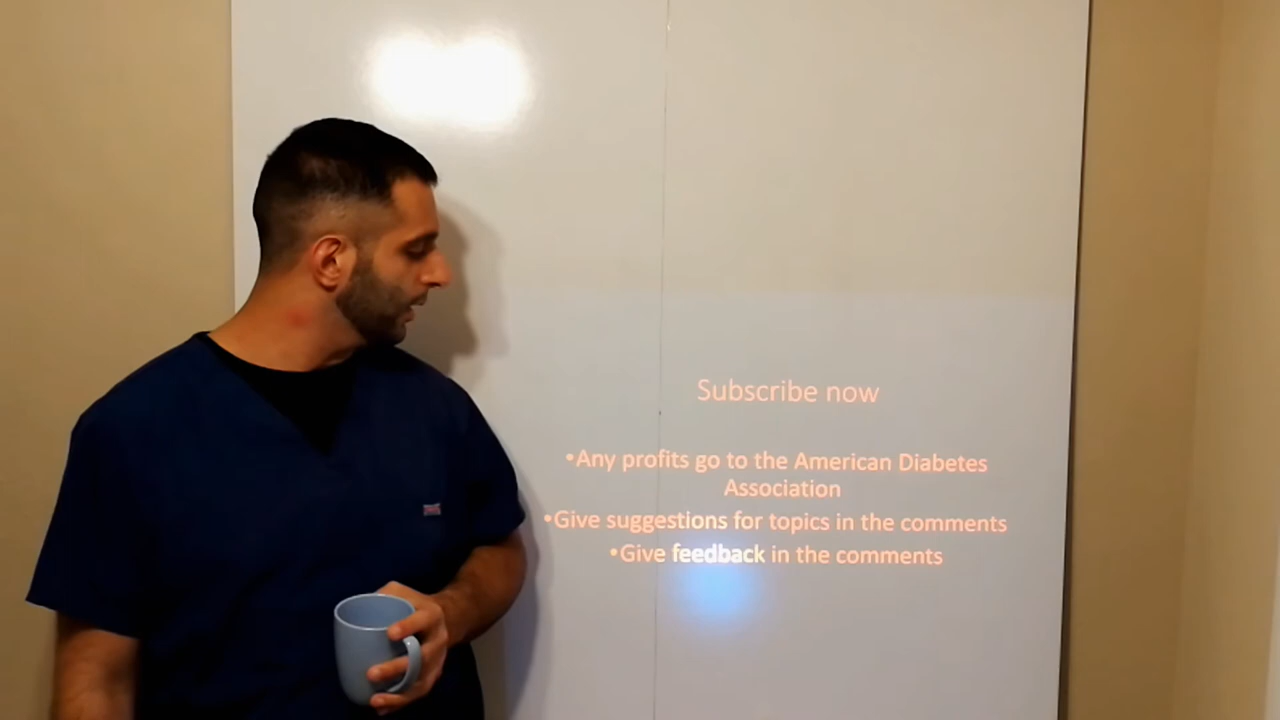 Subscribe now
•Any profits go to the American Diabetes
Association
•Give suggestions for topics in the comments
•Give feedback in the comments